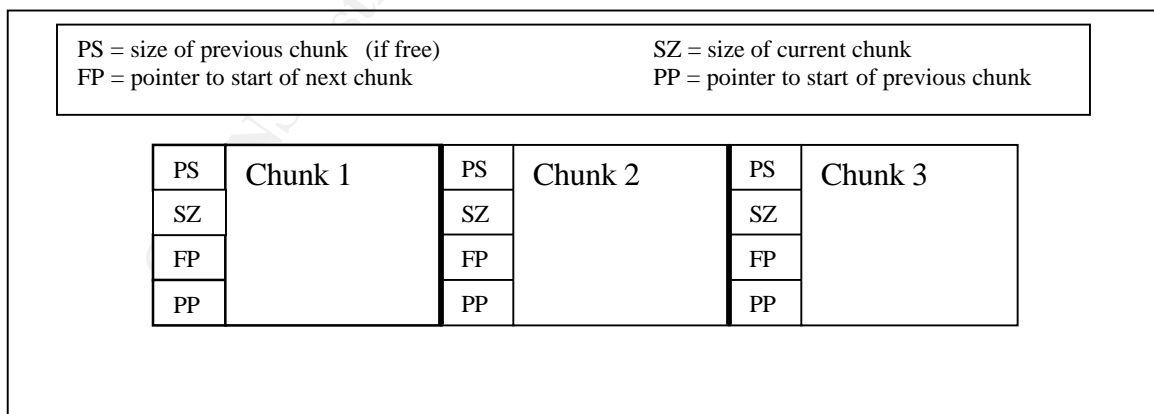 PS = size of previous chunk (if free) SZ = size of current chunk
FP = pointer to start of next chunk PP = pointer to start of previous chunk
PS Chunk 1 PS Chunk 2 PS Chunk 3
SZ SZ SZ
FP FP FP
PP PP PP